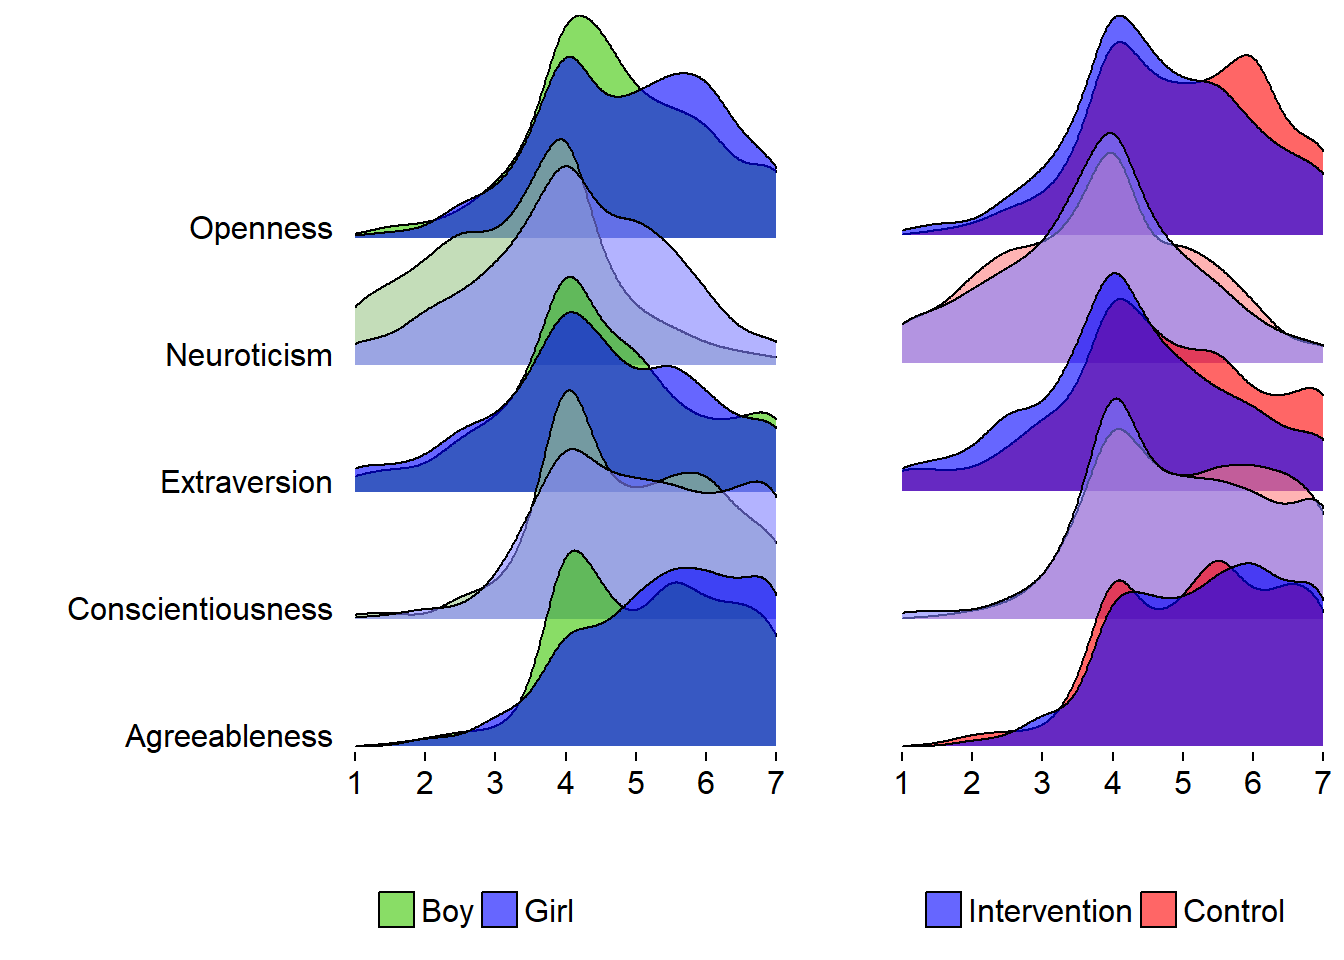 Openness
Neuroticism
Extraversion
Conscientiousness
Agreeableness
1 2 3 4 5 6 7
1 2 3 4 5 6 7
Boy Girl
Intervention Control